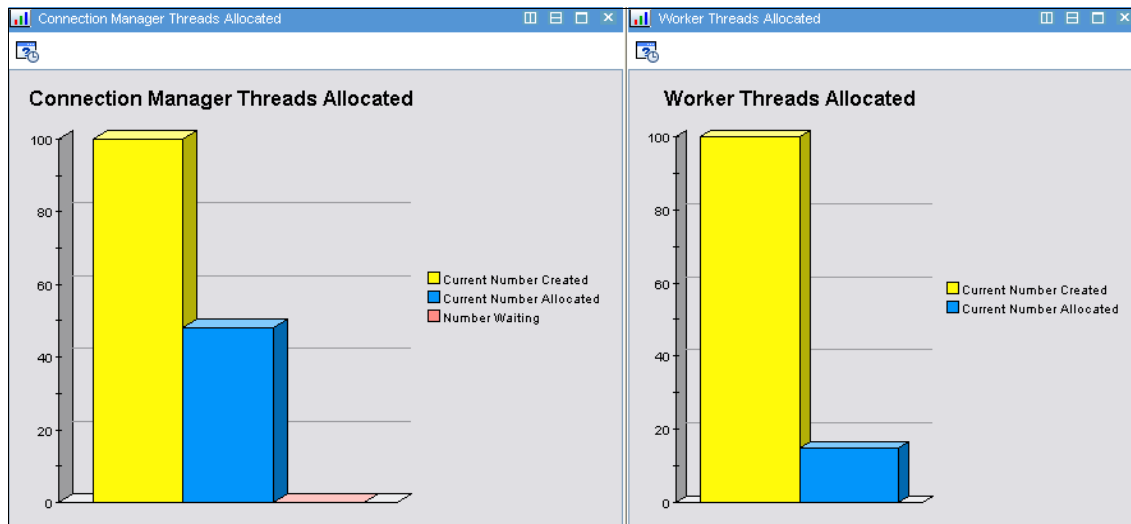 Connection Manager Threads Allocated
Connection Manager Threads Allocated
100
80
60
40
20
0
Current Number Created
Current Number Allocated
Number Waiting
Worker Threads Allocated
?
Worker Threads Allocated
100
80
60
40
20
0
Current Number Created
Current Number Allocated